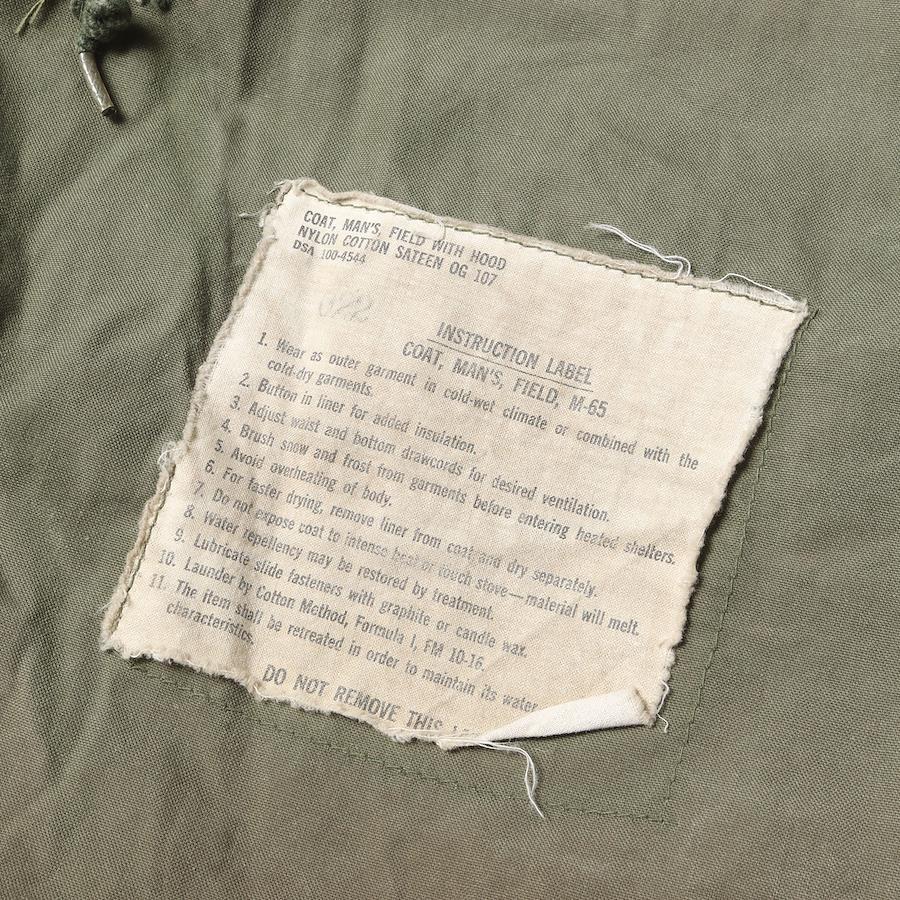 COAT, MAN'S, FIELD WITH HOOD
NYLON COTTON SATEEN OG 107
DSA 100-4544
INSTRUCTION LABEL
COAT, MAN'S, FIELD, M-65
1. Wear as outer garment in cold-wet climate or combined with the
cold-dry garments.
2. Button in liner for added insulation.
3. Adjust waist and bottom drawcords for desired ventilation.
4. Brush snow and frost from garments before entering heated shelters.
5. Avoid overheating of body.
6. For faster drying, remove liner from coat and dry separately.
7. Do not expose coat to intense heat or touch stove—material will melt.
8. Water repellency may be restored by treatment.
9. Lubricate slide fasteners with graphite or candle wax.
10. Launder by Cotton Method, Formula I, FM 10-16.
11. The item shall be retreated in order to maintain its water
characteristics.
DO NOT REMOVE THIS